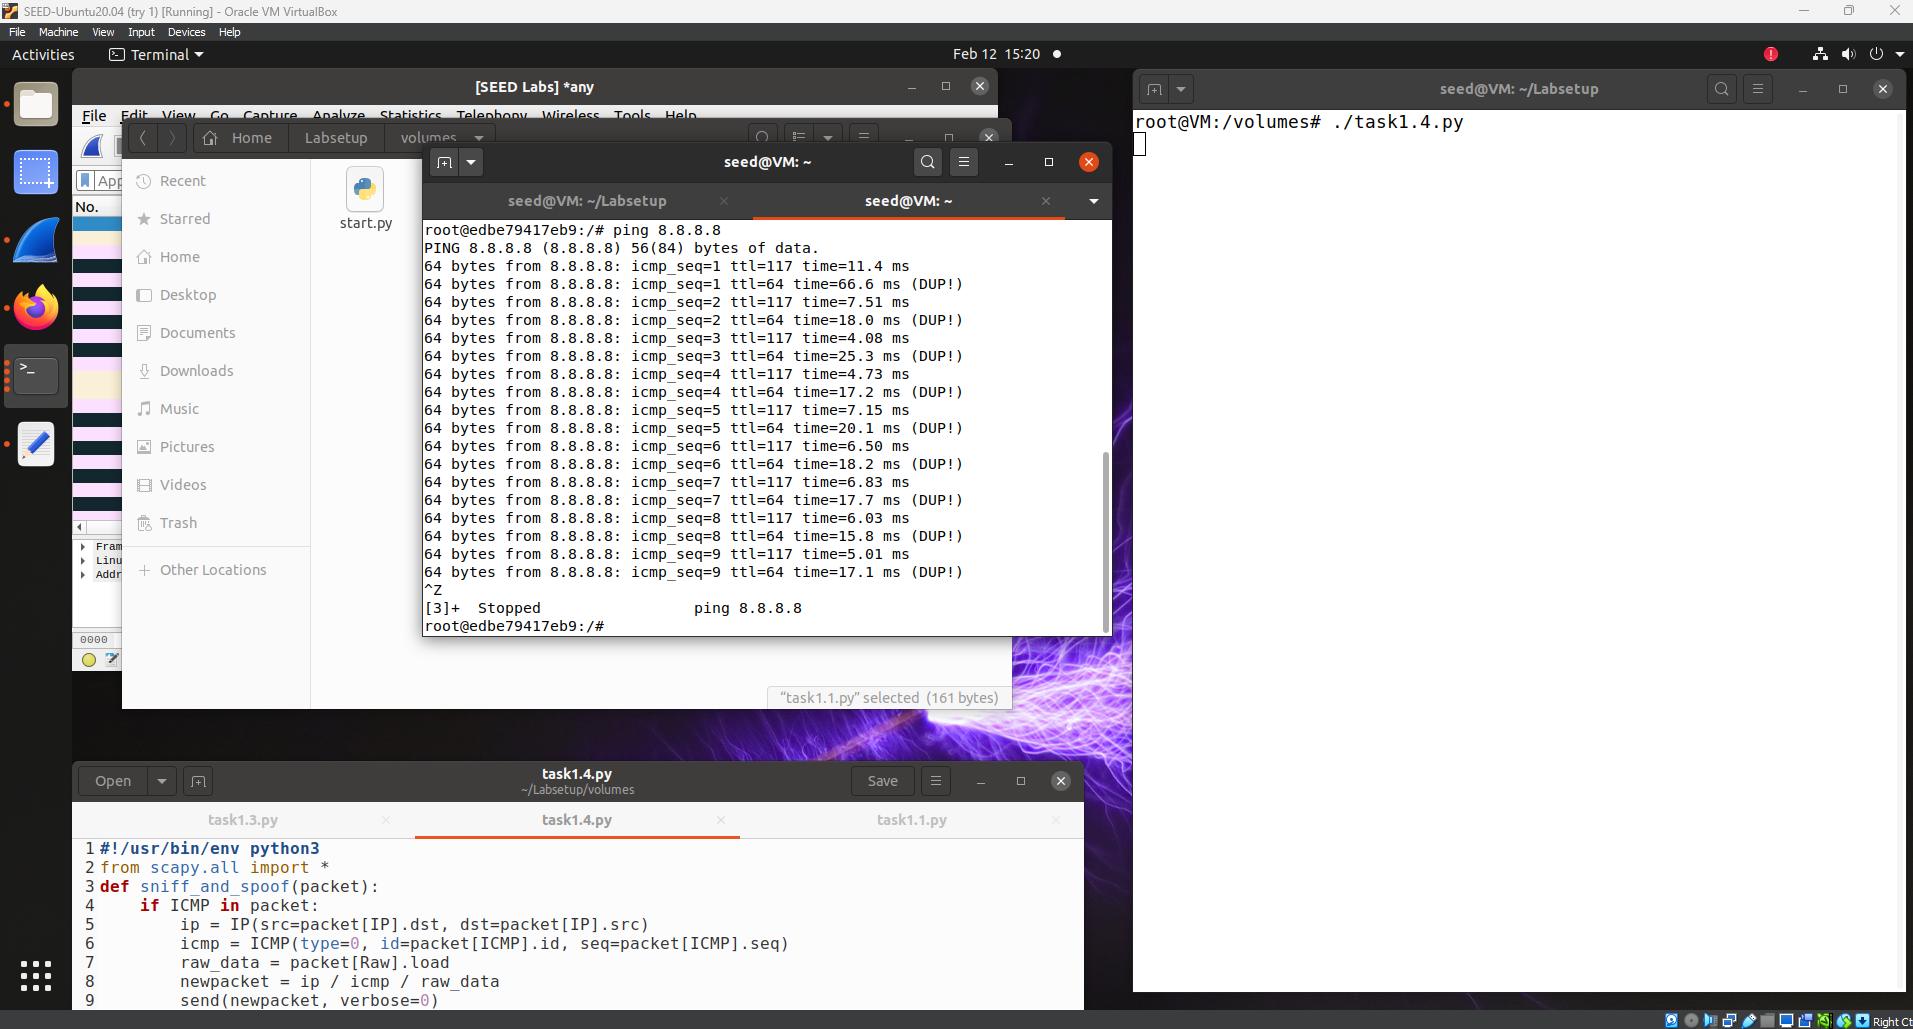 SEED-Ubuntu20.04 (try 1) [Running] - Oracle VM VirtualBox
File Machine View Input Devices Help
Activities Terminal Feb 12 15:20
[SEED Labs] *any
File Edit View Go Capture Analyze Statistics Telephony Wireless Tools Help
App
No.
Fram
Linu
Addr
0000
Home Labsetup volumes
Recent
Starred
Home
Desktop
Documents
Downloads
Music
Pictures
Videos
Trash
Other Locations
start.py
"task1.1.py" selected (161 bytes)
seed@VM: ~
seed@VM: ~/Labsetup seed@VM: ~
root@edbe79417eb9:/# ping 8.8.8.8
PING 8.8.8.8 (8.8.8.8) 56(84) bytes of data.
64 bytes from 8.8.8.8: icmp_seq=1 ttl=117 time=11.4 ms
64 bytes from 8.8.8.8: icmp_seq=1 ttl=64 time=66.6 ms (DUP!)
64 bytes from 8.8.8.8: icmp_seq=2 ttl=117 time=7.51 ms
64 bytes from 8.8.8.8: icmp_seq=2 ttl=64 time=18.0 ms (DUP!)
64 bytes from 8.8.8.8: icmp_seq=3 ttl=117 time=4.08 ms
64 bytes from 8.8.8.8: icmp_seq=3 ttl=64 time=25.3 ms (DUP!)
64 bytes from 8.8.8.8: icmp_seq=4 ttl=117 time=4.73 ms
64 bytes from 8.8.8.8: icmp_seq=4 ttl=64 time=17.2 ms (DUP!)
64 bytes from 8.8.8.8: icmp_seq=5 ttl=117 time=7.15 ms
64 bytes from 8.8.8.8: icmp_seq=5 ttl=64 time=20.1 ms (DUP!)
64 bytes from 8.8.8.8: icmp_seq=6 ttl=117 time=6.50 ms
64 bytes from 8.8.8.8: icmp_seq=6 ttl=64 time=18.2 ms (DUP!)
64 bytes from 8.8.8.8: icmp_seq=7 ttl=117 time=6.83 ms
64 bytes from 8.8.8.8: icmp_seq=7 ttl=64 time=17.7 ms (DUP!)
64 bytes from 8.8.8.8: icmp_seq=8 ttl=117 time=6.03 ms
64 bytes from 8.8.8.8: icmp_seq=8 ttl=64 time=15.8 ms (DUP!)
64 bytes from 8.8.8.8: icmp_seq=9 ttl=117 time=5.01 ms
64 bytes from 8.8.8.8: icmp_seq=9 ttl=64 time=17.1 ms (DUP!)
^Z
[3]+ Stopped ping 8.8.8.8
root@edbe79417eb9:/#
seed@VM: ~/Labsetup
root@VM:/volumes# ./task1.4.py
Open task1.4.py Save
~/Labsetup/volumes
task1.3.py task1.4.py task1.1.py
1 #!/usr/bin/env python3
2 from scapy.all import *
3 def sniff_and_spoof(packet):
4     if ICMP in packet:
5         ip = IP(src=packet[IP].dst, dst=packet[IP].src)
6         icmp = ICMP(type=0, id=packet[ICMP].id, seq=packet[ICMP].seq)
7         raw_data = packet[Raw].load
8         newpacket = ip / icmp / raw_data
9         send(newpacket, verbose=0)
Right Ct